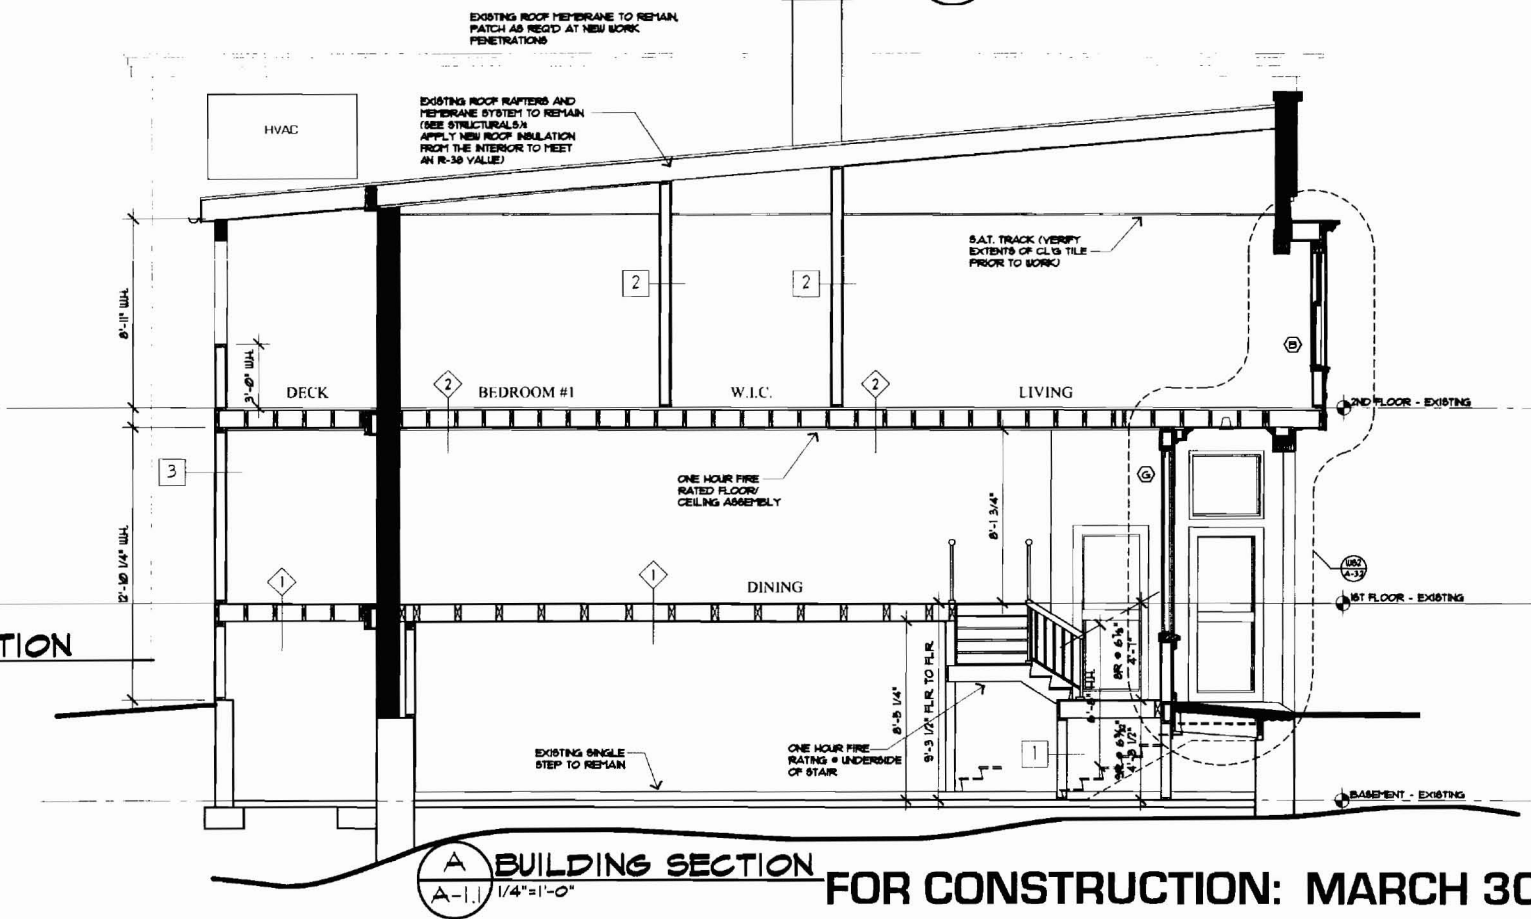 EXISTING ROOF MEMBRANE TO REMAIN,
PATCH AS REQ'D AT NEW WORK
PENETRATIONS
HVAC
EXISTING ROOF RAFTERS AND
MEMBRANE SYSTEM TO REMAIN
(SEE STRUCTURALS)
APPLY NEW ROOF INSULATION
FROM THE INTERIOR TO MEET
AN R-38 VALUE)
S.A.T. TRACK (VERIFY
EXTENTS OF CL'G TILE
PRIOR TO WORK)
2
2
8'-11" W.H.
3'-0" W.H.
B
DECK
2
BEDROOM #1
W.I.C.
2
LIVING
2ND FLOOR - EXISTING
3
ONE HOUR FIRE
RATED FLOOR/
CEILING ASSEMBLY
G
8'-1 3/4"
12'-10 1/4" W.H.
WS2
A-3.2
1
1
DINING
1ST FLOOR - EXISTING
TION
8'-8 1/4"
9'-3 1/2" FLR. TO FLR.
4'-1"
EXISTING SINGLE
STEP TO REMAIN
ONE HOUR FIRE
RATING @ UNDERSIDE
OF STAIR
1
BASEMENT - EXISTING
A
A-1.1
BUILDING SECTION
1/4"=1'-0"
FOR CONSTRUCTION: MARCH 30